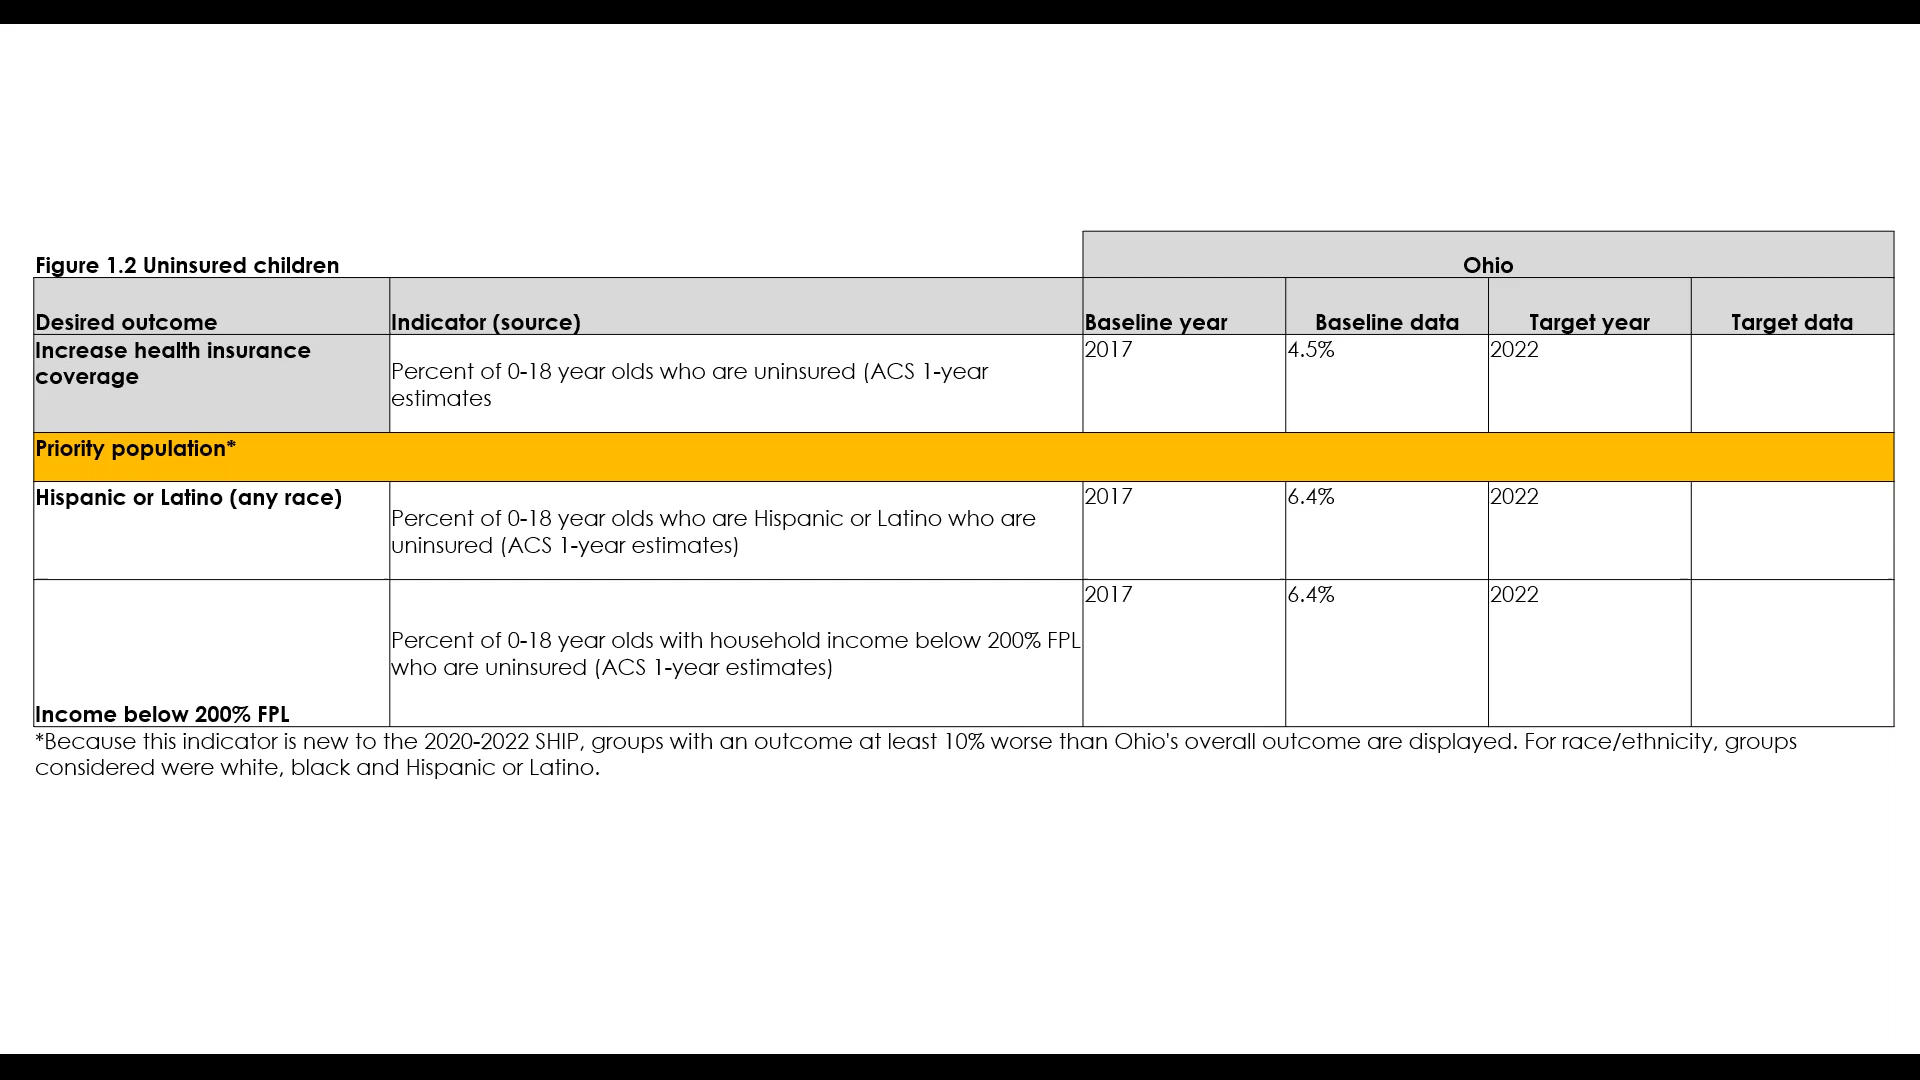 Figure 1.2 Uninsured children
Ohio
Desired outcome
Indicator (source)
Baseline year
Baseline data
Target year
Target data
Increase health insurance
coverage
Percent of 0-18 year olds who are uninsured (ACS 1-year
estimates
2017
4.5%
2022
Priority population*
Hispanic or Latino (any race)
Percent of 0-18 year olds who are Hispanic or Latino who are
uninsured (ACS 1-year estimates)
2017
6.4%
2022
Income below 200% FPL
Percent of 0-18 year olds with household income below 200% FPL
who are uninsured (ACS 1-year estimates)
2017
6.4%
2022
*Because this indicator is new to the 2020-2022 SHIP, groups with an outcome at least 10% worse than Ohio's overall outcome are displayed. For race/ethnicity, groups
considered were white, black and Hispanic or Latino.